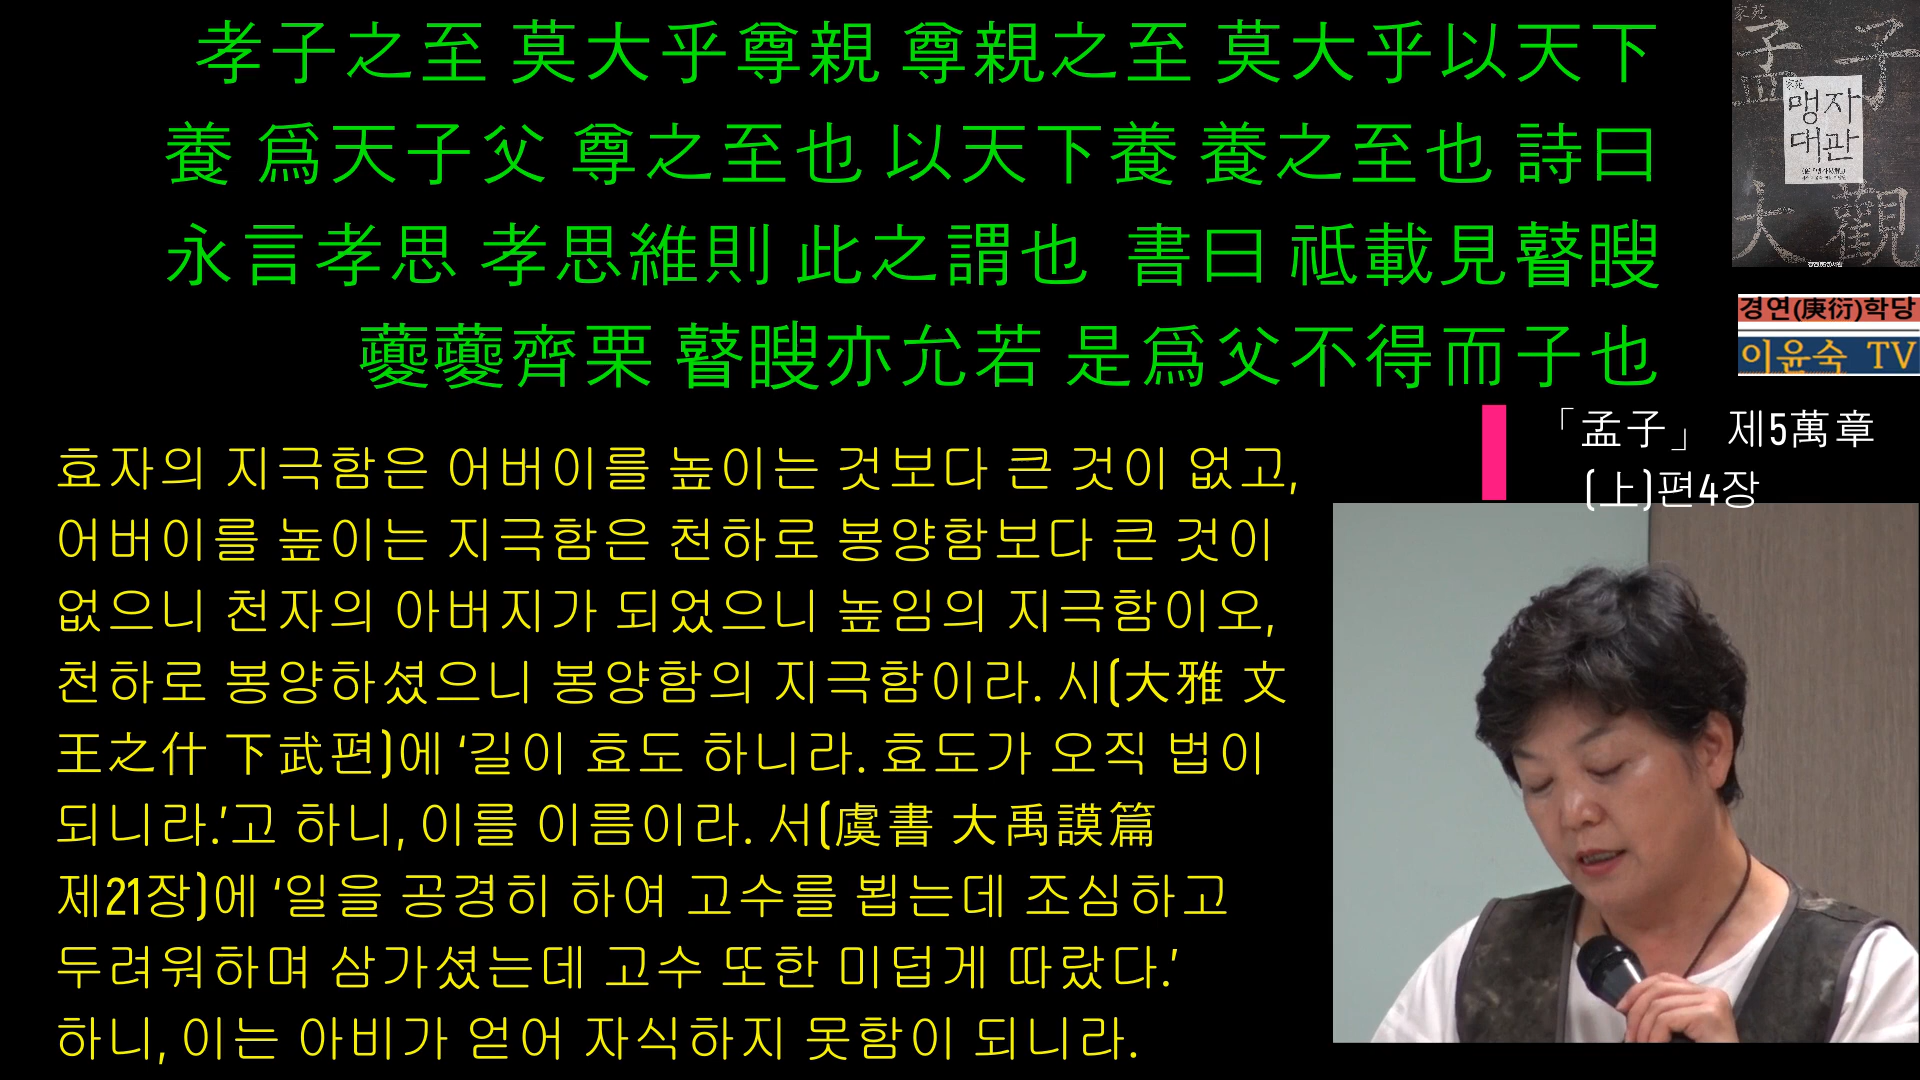 孝子之至 莫大乎尊親 尊親之至 莫大乎以天下
養 爲天子父 尊之至也 以天下養 養之至也 詩曰
永言孝思 孝思維則 此之謂也 書曰 祗載見瞽瞍
夔夔齊栗 瞽瞍亦允若 是爲父不得而子也
家苑
孟子
家苑
맹자
대관
大觀
경연(庚衍)학당
이윤숙 TV
「孟子」 제5萬章
(上)편4장
효자의 지극함은 어버이를 높이는 것보다 큰 것이 없고,
어버이를 높이는 지극함은 천하로 봉양함보다 큰 것이
없으니 천자의 아버지가 되었으니 높임의 지극함이오,
천하로 봉양하셨으니 봉양함의 지극함이라. 시(大雅 文
王之什 下武편)에 ‘길이 효도 하니라. 효도가 오직 법이
되니라.’고 하니, 이를 이름이라. 서(虞書 大禹謨篇
제21장)에 ‘일을 공경히 하여 고수를 뵙는데 조심하고
두려워하며 삼가셨는데 고수 또한 미덥게 따랐다.’
하니, 이는 아비가 얻어 자식하지 못함이 되니라.